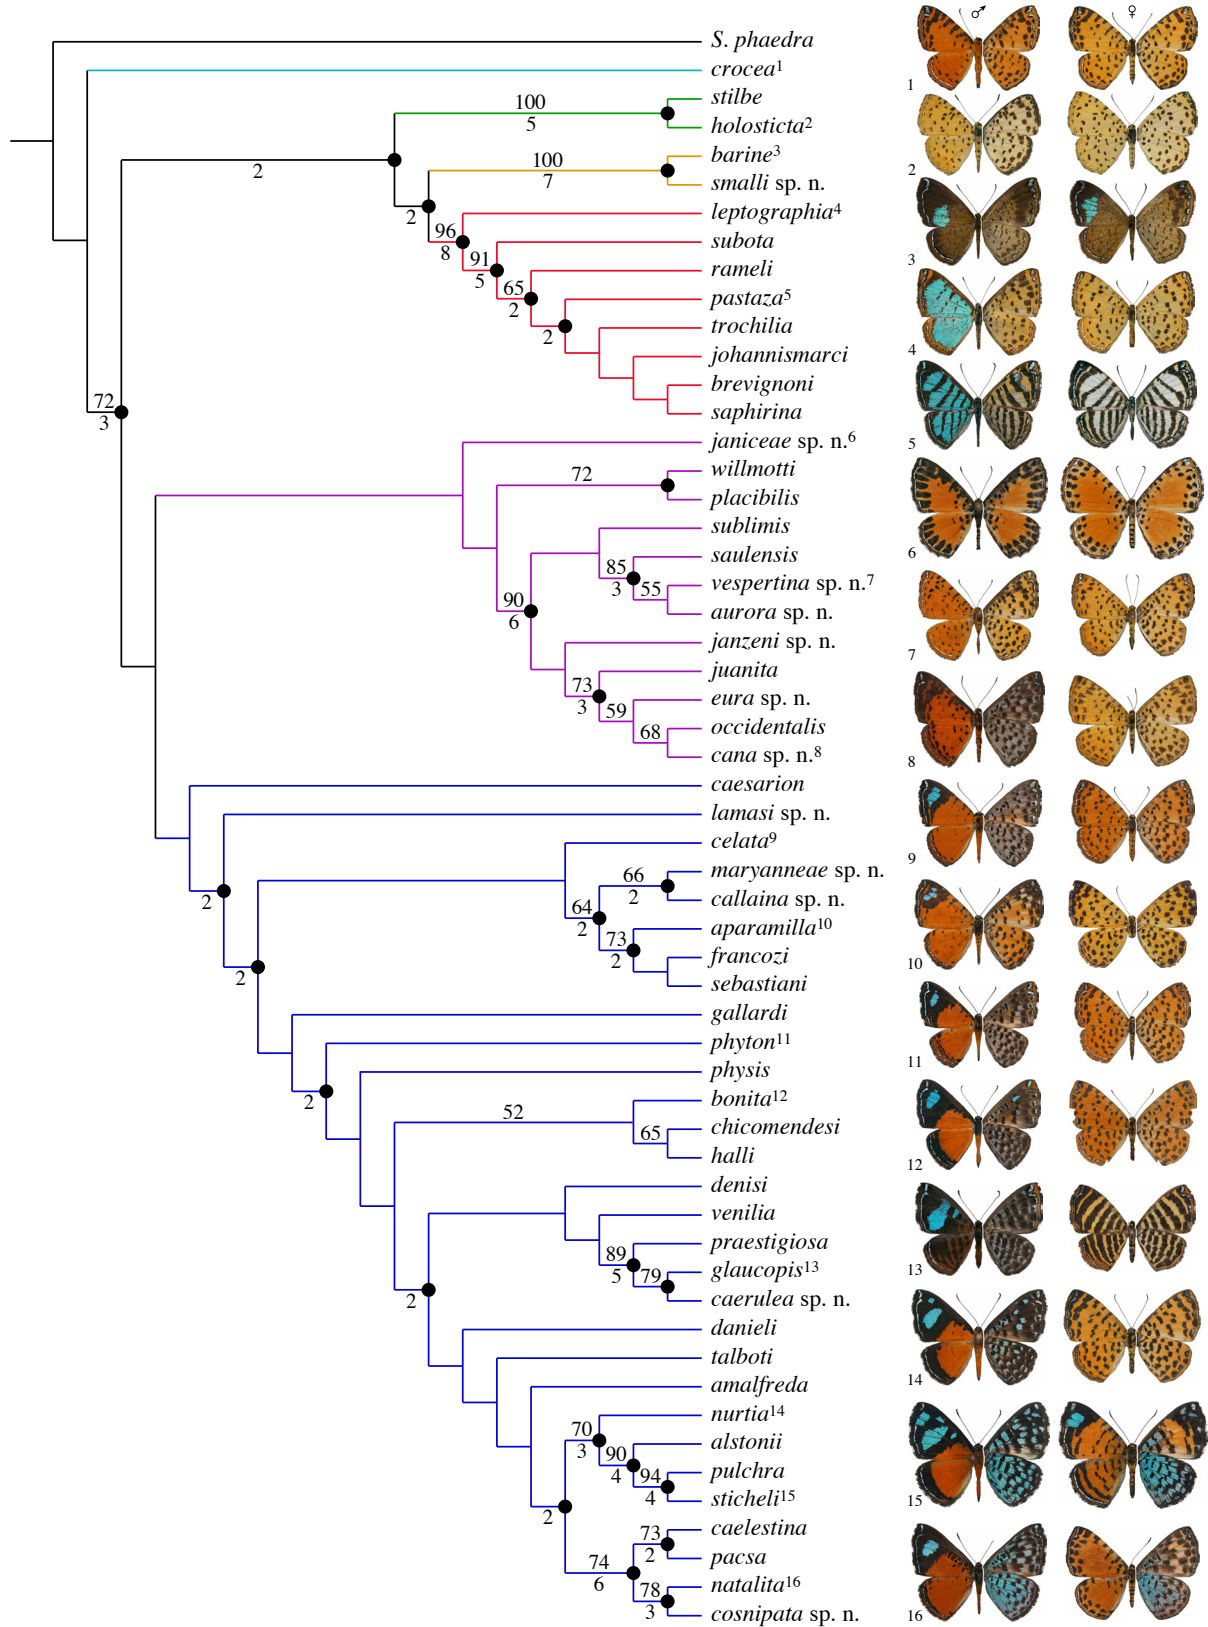 ♂ ♀
S. phaedra
crocea¹
1
stilbe
100
5
holosticta²
2
2
barine³
100
7
smalli sp. n.
2
leptographia⁴
96
8
3
subota
91
5
rameli
65
2
pastaza⁵
2
trochilia
4
johannismarci
brevignoni
72
3
saphirina
5
janiceae sp. n.⁶
willmotti
72
placibilis
sublimis
6
saulensis
85
3
vespertina sp. n.⁷
55
90
6
aurora sp. n.
janzeni sp. n.
7
juanita
73
3
eura sp. n.
59
occidentalis
68
cana sp. n.⁸
8
caesarion
lamasi sp. n.
celata⁹
9
2
maryanneae sp. n.
66
2
callaina sp. n.
64
2
aparamilla¹⁰
73
2
francozi
10
2
sebastiani
gallardi
phyton¹¹
11
physis
2
bonita¹²
52
chicomendesi
65
halli
12
denisi
venilia
praestigiosa
89
5
glaucopis¹³
79
13
caerulea sp. n.
2
danieli
talboti
amalfreda
14
nurtia¹⁴
70
3
alstonii
90
4
pulchra
94
4
sticheli¹⁵
15
2
caelestina
73
2
pacsa
74
6
natalita¹⁶
78
3
cosnipata sp. n.
16